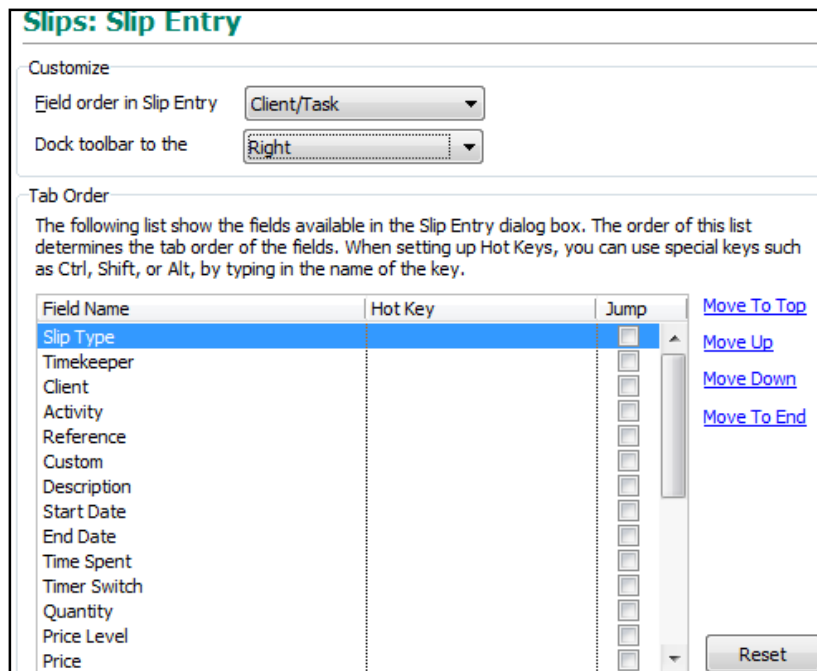 Slips: Slip Entry
Customize
Field order in Slip Entry Client/Task
Dock toolbar to the Right
Tab Order
The following list show the fields available in the Slip Entry dialog box. The order of this list
determines the tab order of the fields. When setting up Hot Keys, you can use special keys such
as Ctrl, Shift, or Alt, by typing in the name of the key.
Field Name Hot Key Jump Move To Top
Slip Type
Timekeeper Move Up
Client Move Down
Activity Move To End
Reference
Custom
Description
Start Date
End Date
Time Spent
Timer Switch
Quantity
Price Level
Price Reset